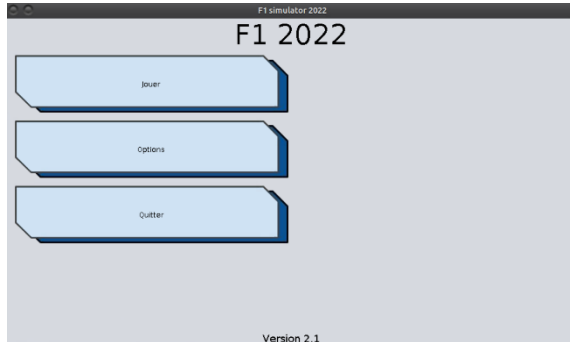 F1 simulator 2022
F1 2022
Jouer
Options
Quitter
Version 2.1